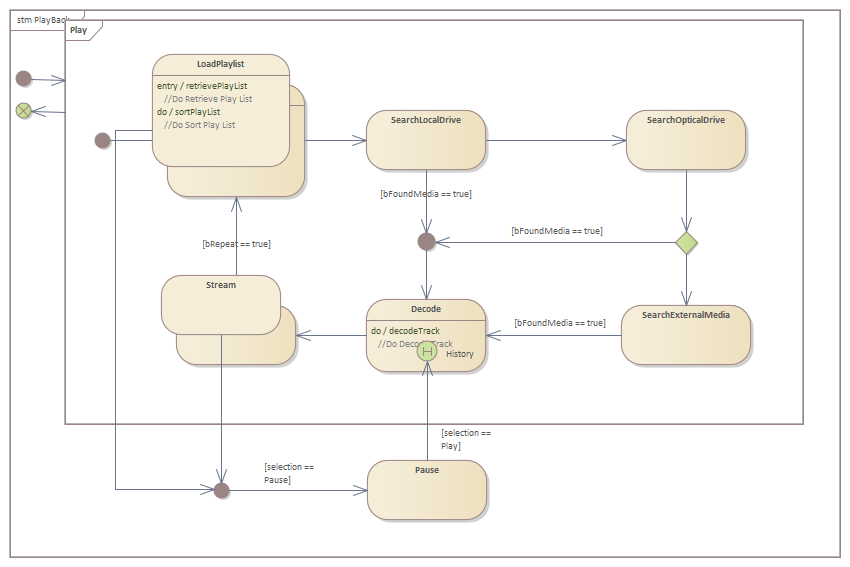 stm PlayBack
Play
LoadPlaylist
entry / retrievePlayList
//Do Retrieve Play List
do / sortPlayList
//Do Sort Play List
SearchLocalDrive
SearchOpticalDrive
[bFoundMedia == true]
[bFoundMedia == true]
[bRepeat == true]
Stream
Decode
do / decodeTrack
//Do Decode Track
H
History
[bFoundMedia == true]
SearchExternalMedia
[selection ==
Play]
[selection ==
Pause]
Pause